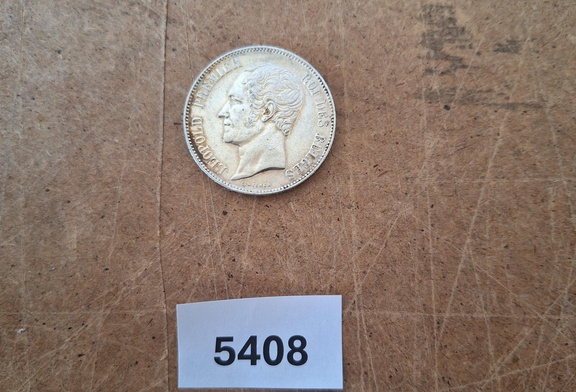 LEOPOLD PREMIER
ROI DES BELGES
5408